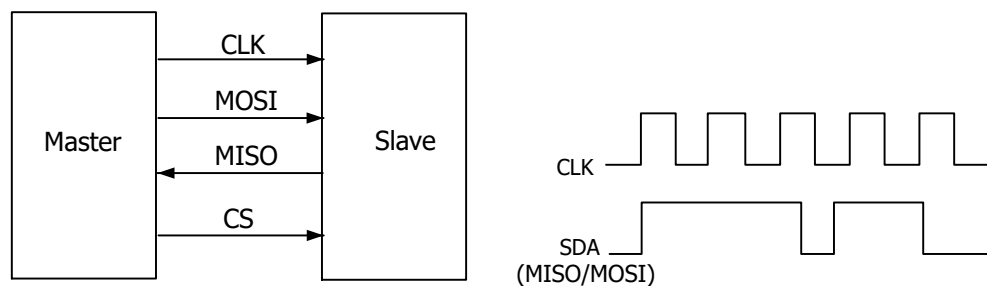 CLK
MOSI
Master
MISO
Slave
CS
CLK
SDA
(MISO/MOSI)